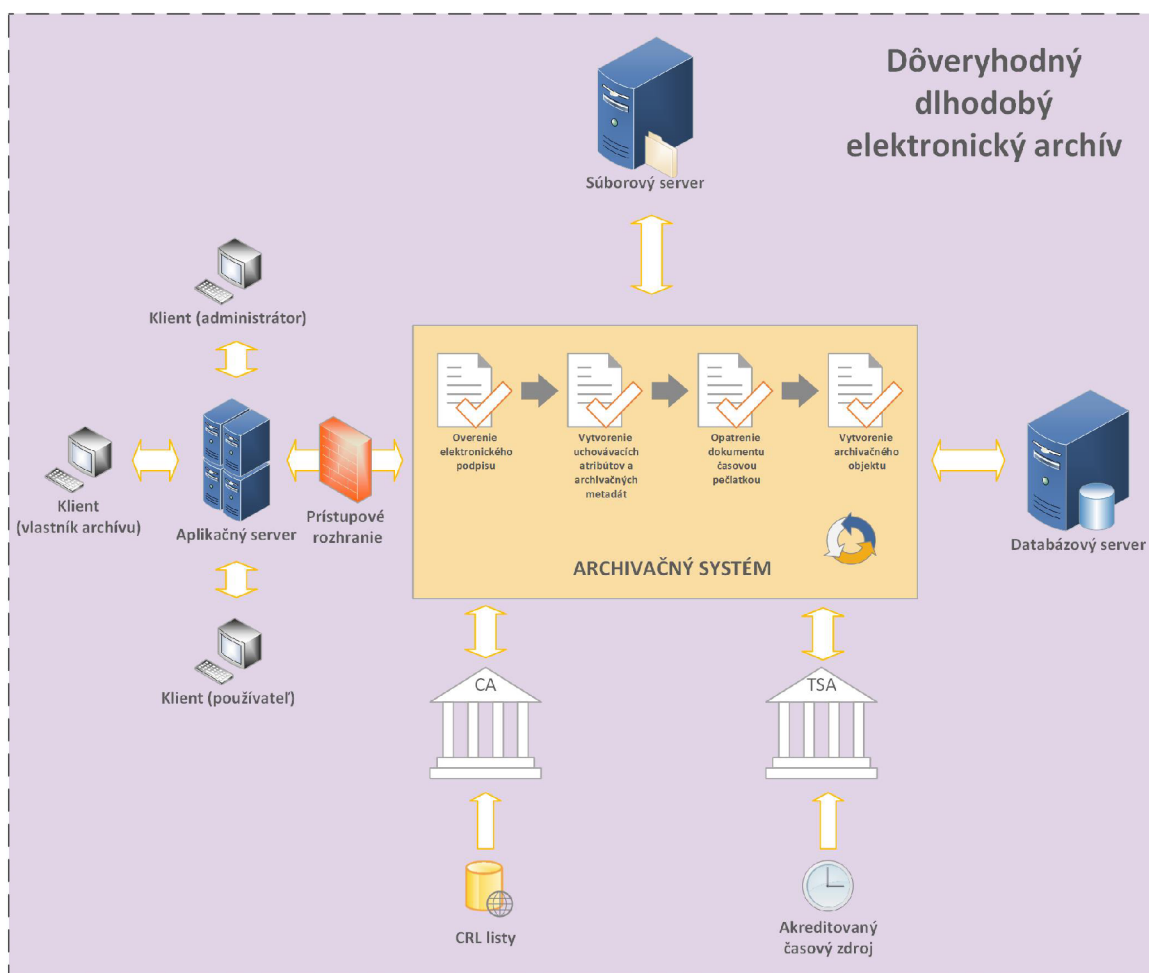 Dôveryhodný
dlhodobý
elektronický archív
Súborový server
Klient (administrátor)
Klient
(vlastník archívu)
Aplikačný server
Prístupové
rozhranie
Klient (používateľ)
Overenie
elektronického
podpisu
Vytvorenie
uchovávacích
atribútov a
archivačných
metadát
Opatrenie
dokumentu
časovou
pečiatkou
Vytvorenie
archivačného
objektu
ARCHIVAČNÝ SYSTÉM
Databázový server
CA
TSA
CRL listy
Akreditovaný
časový zdroj